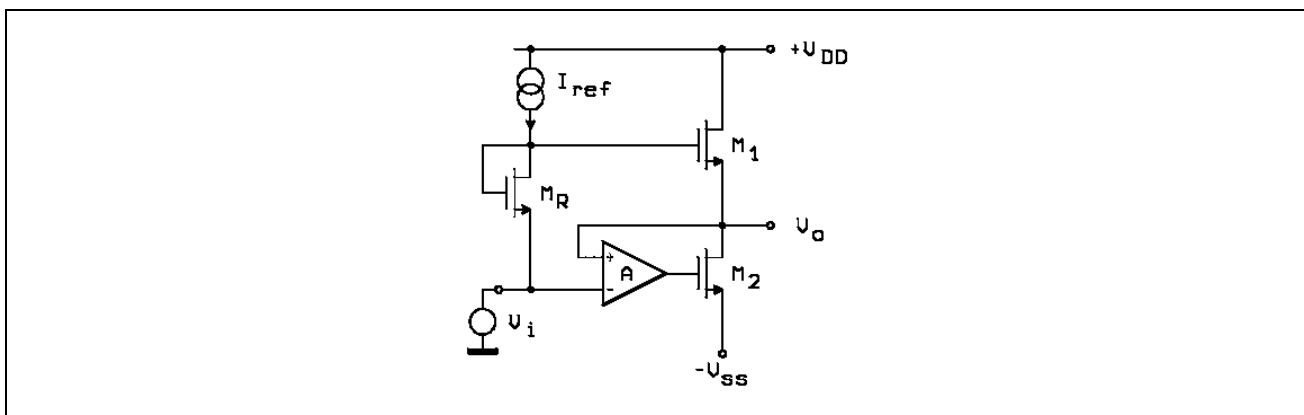 +V_DD
I_ref
M_1
M_R
V_o
+
A
-
M_2
V_i
-V_SS